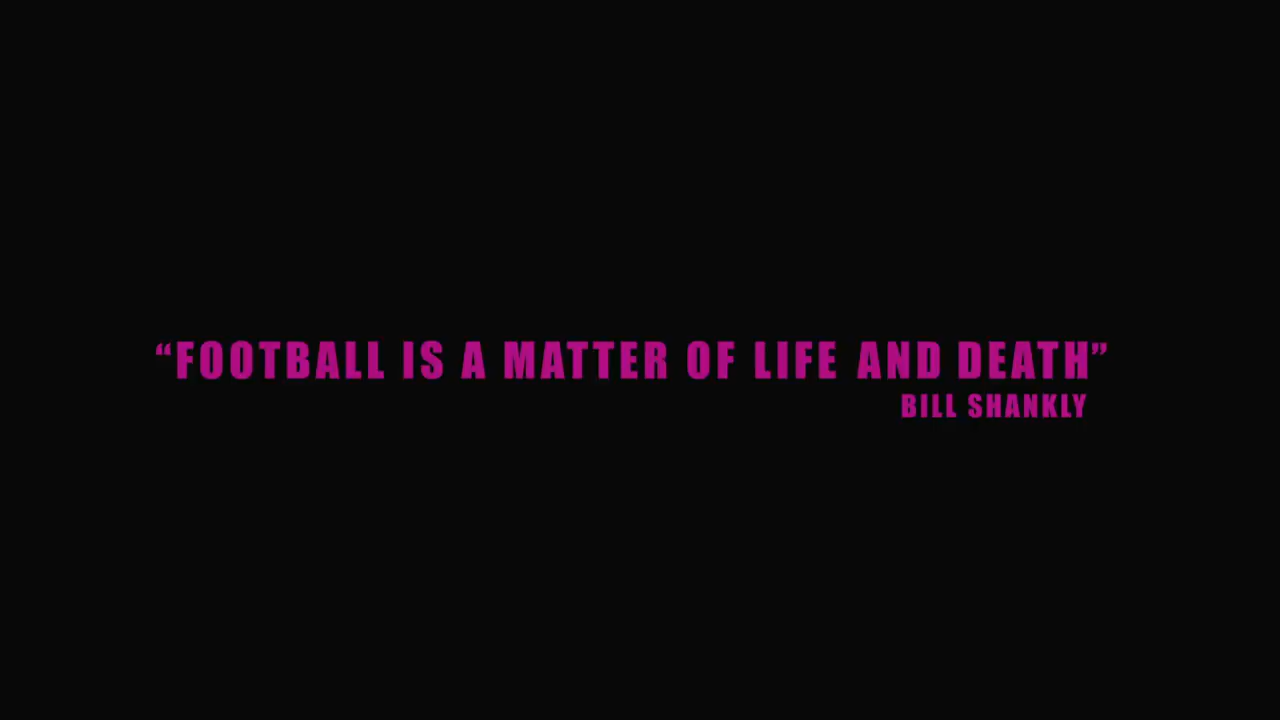 “FOOTBALL IS A MATTER OF LIFE AND DEATH”
BILL SHANKLY